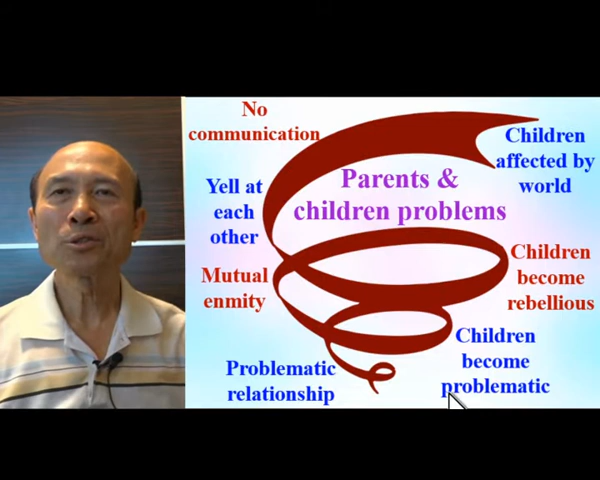 No
communication
Children
affected by
world
Parents &
children problems
Yell at
each
other
Mutual
enmity
Children
become
rebellious
Children
become
problematic
Problematic
relationship